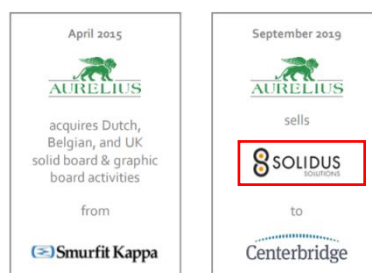 April 2015
AURELIUS
acquires Dutch,
Belgian, and UK
solid board & graphic
board activities
from
Smurfit Kappa
September 2019
AURELIUS
sells
SOLIDUS
SOLUTIONS
to
Centerbridge